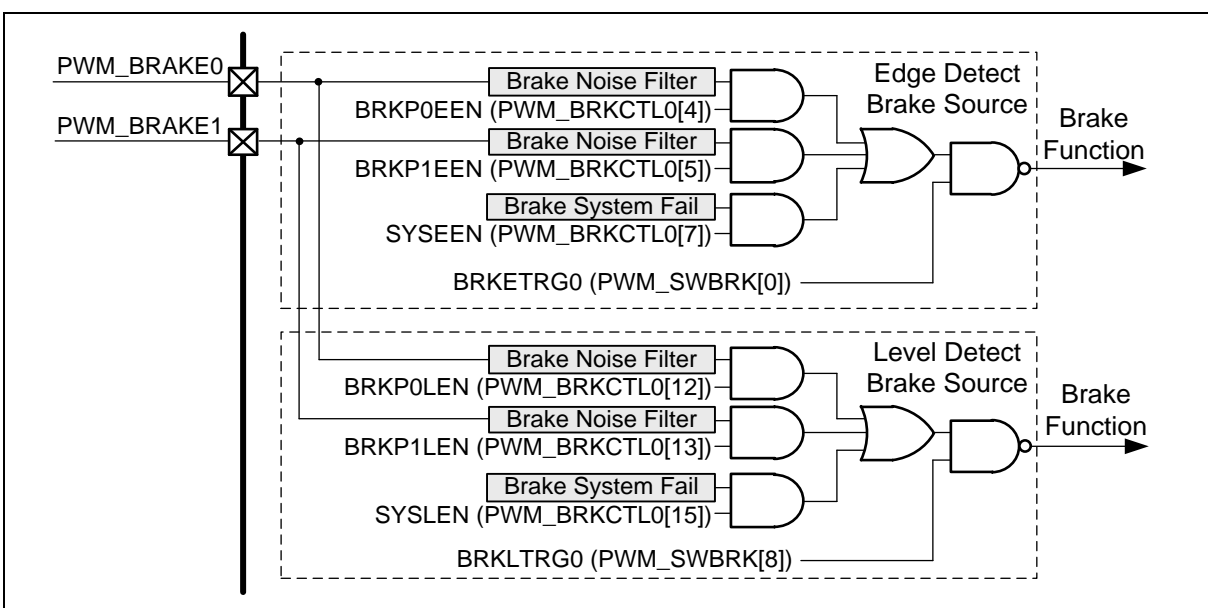 PWM_BRAKE0
PWM_BRAKE1
Brake Noise Filter
BRKP0EEN (PWM_BRKCTL0[4])
Brake Noise Filter
BRKP1EEN (PWM_BRKCTL0[5])
Brake System Fail
SYSEEN (PWM_BRKCTL0[7])
BRKETRG0 (PWM_SWBRK[0])
Edge Detect
Brake Source
Brake
Function
Brake Noise Filter
BRKP0LEN (PWM_BRKCTL0[12])
Brake Noise Filter
BRKP1LEN (PWM_BRKCTL0[13])
Brake System Fail
SYSLEN (PWM_BRKCTL0[15])
BRKLTRG0 (PWM_SWBRK[8])
Level Detect
Brake Source
Brake
Function